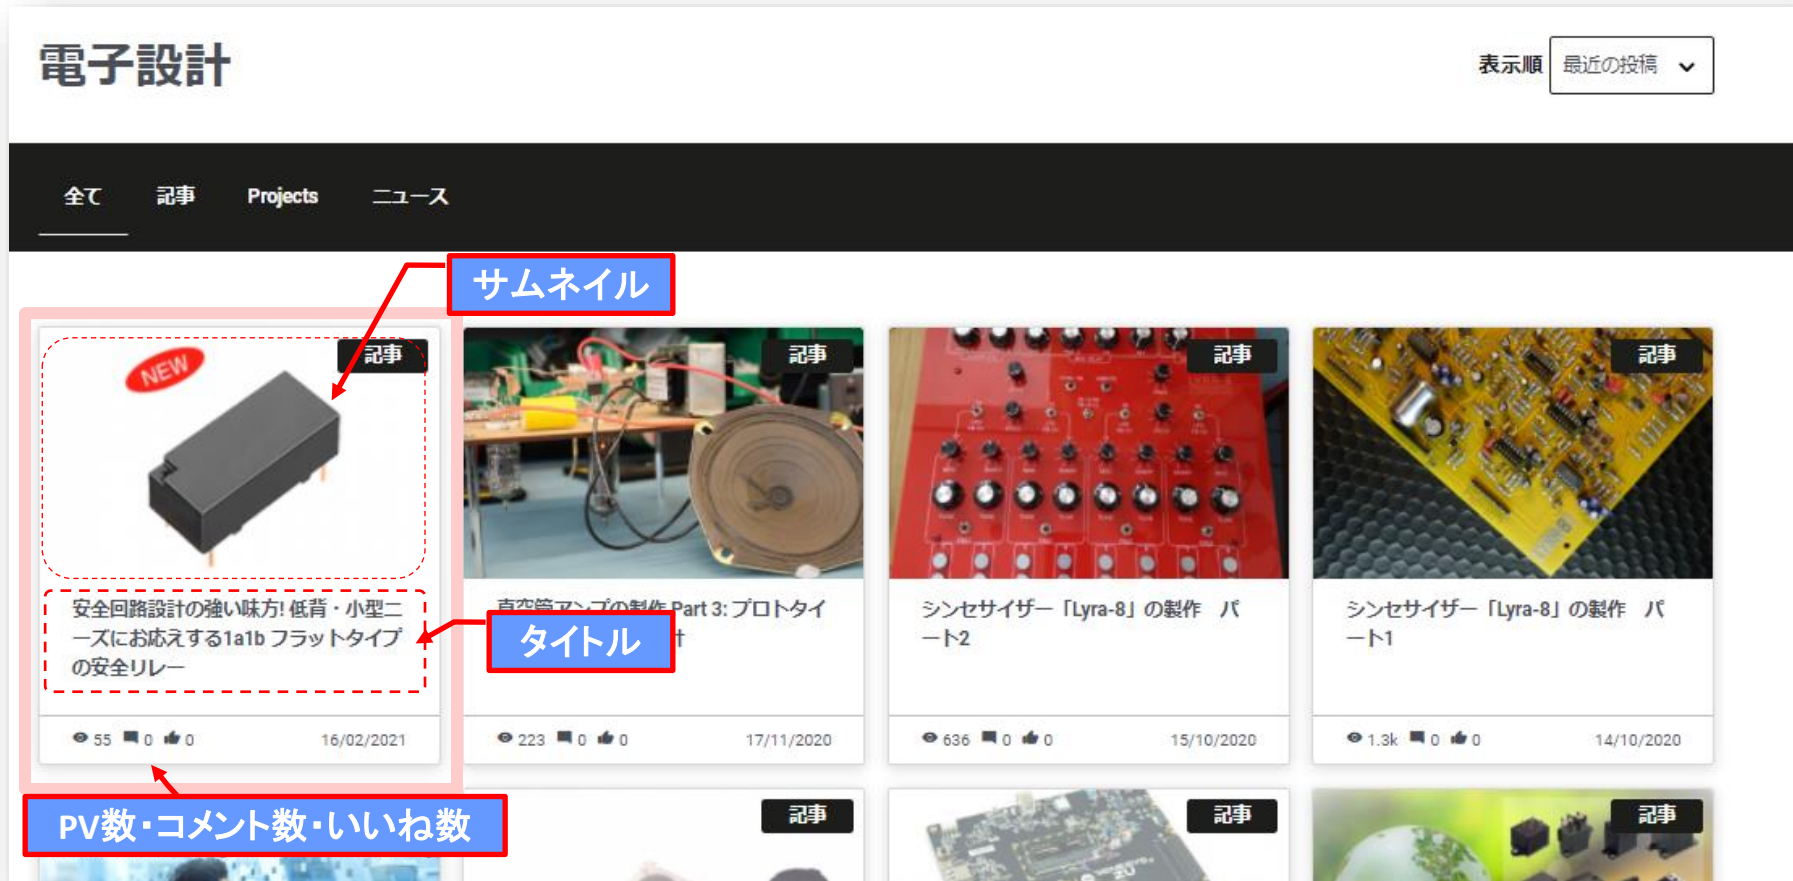 電子設計
表示順 最近の投稿
全て 記事 Projects ニュース
サムネイル
NEW
記事
記事
記事
記事
安全回路設計の強い味方! 低背・小型ニ
ーズにお応えする1a1b フラットタイプ
の安全リレー
タイトル
Part 3: プロトタイ
シンセサイザー「Lyra-8」の製作 パ
ート2
シンセサイザー「Lyra-8」の製作 パ
ート1
55 0 0 16/02/2021
223 0 0 17/11/2020
636 0 0 15/10/2020
1.3k 0 0 14/10/2020
PV数・コメント数・いいね数
記事
記事
記事